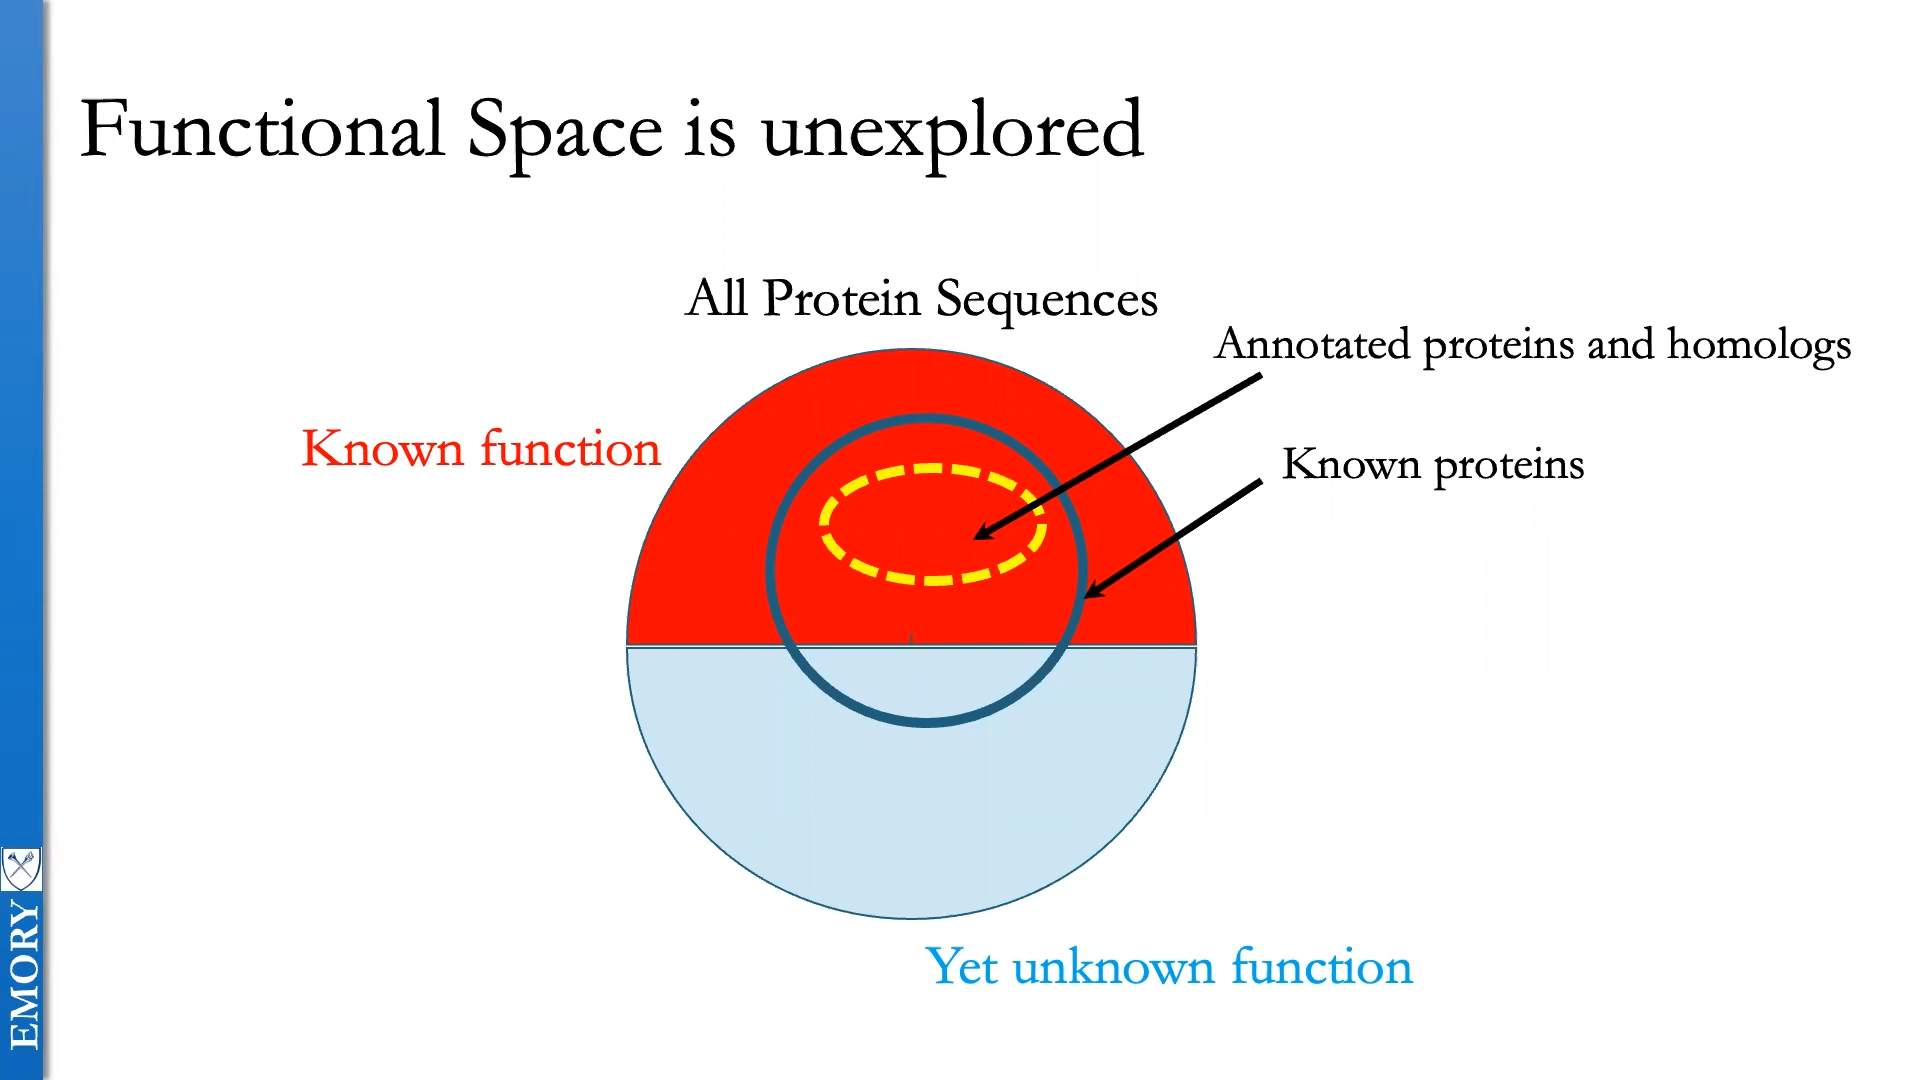 Functional Space is unexplored
All Protein Sequences
Annotated proteins and homologs
Known function
Known proteins
Yet unknown function
EMORY